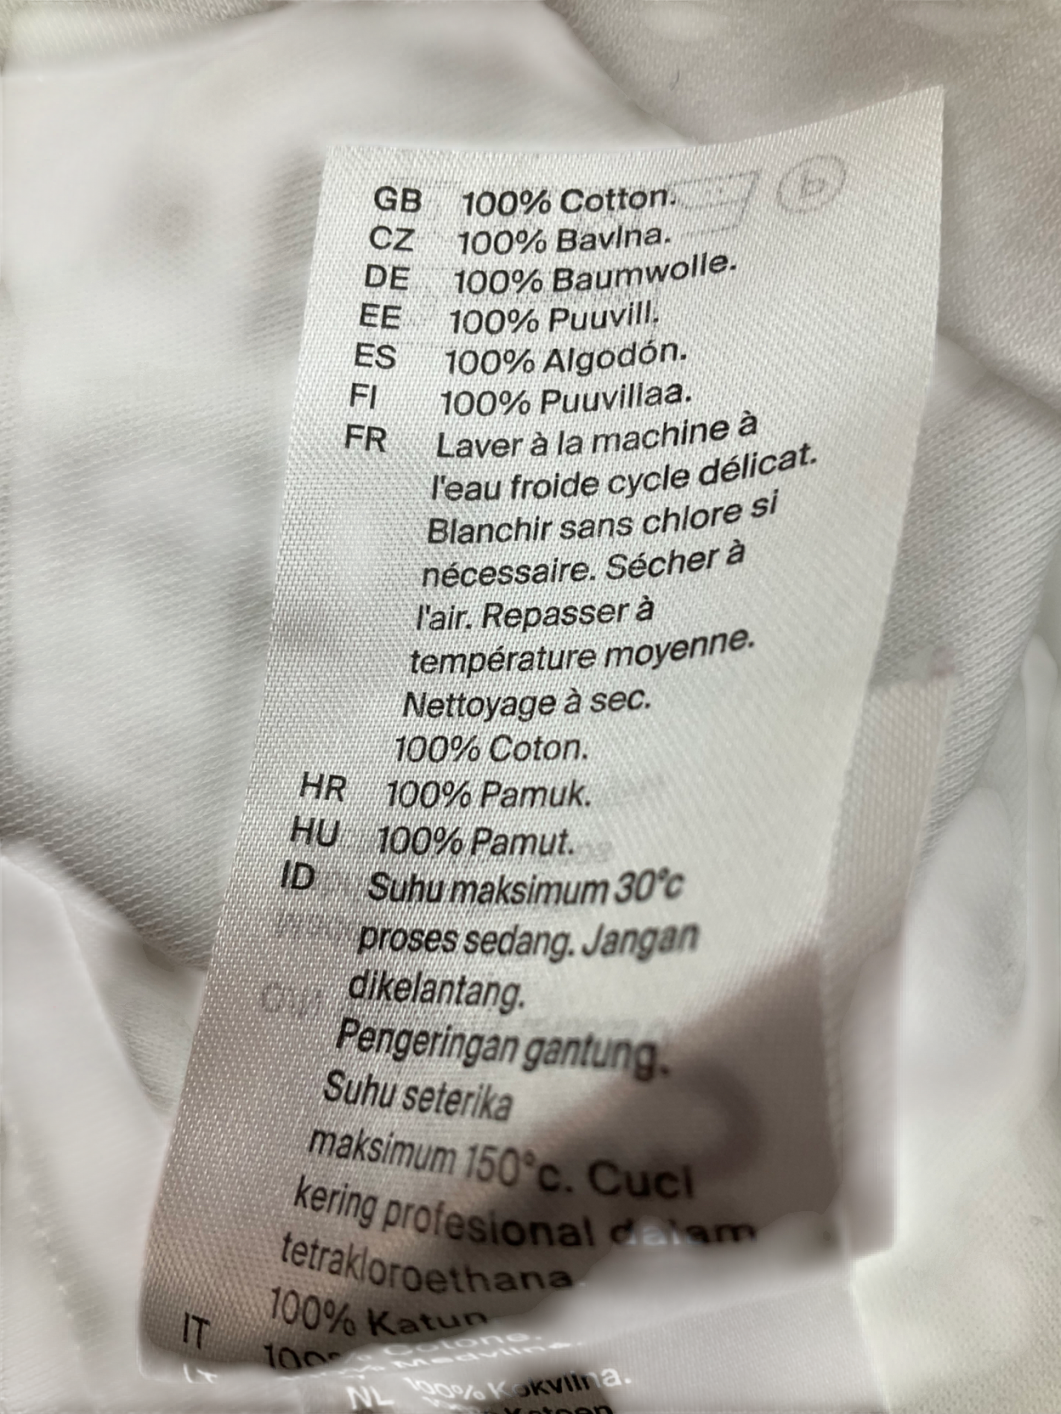 GB 100% Cotton.
CZ 100% Bavlna.
DE 100% Baumwolle.
EE 100% Puuvill.
ES 100% Algodón.
FI 100% Puuvillaa.
FR Laver à la machine à
l'eau froide cycle délicat.
Blanchir sans chlore si
nécessaire. Sécher à
l'air. Repasser à
température moyenne.
Nettoyage à sec.
100% Coton.
HR 100% Pamuk.
HU 100% Pamut.
ID Suhu maksimum 30°c
proses sedang. Jangan
dikelantang.
Pengeringan gantung.
Suhu seterika
maksimum 150°c. Cuci
kering profesional dalam
tetrakloroethana
100% Katun
IT
NL